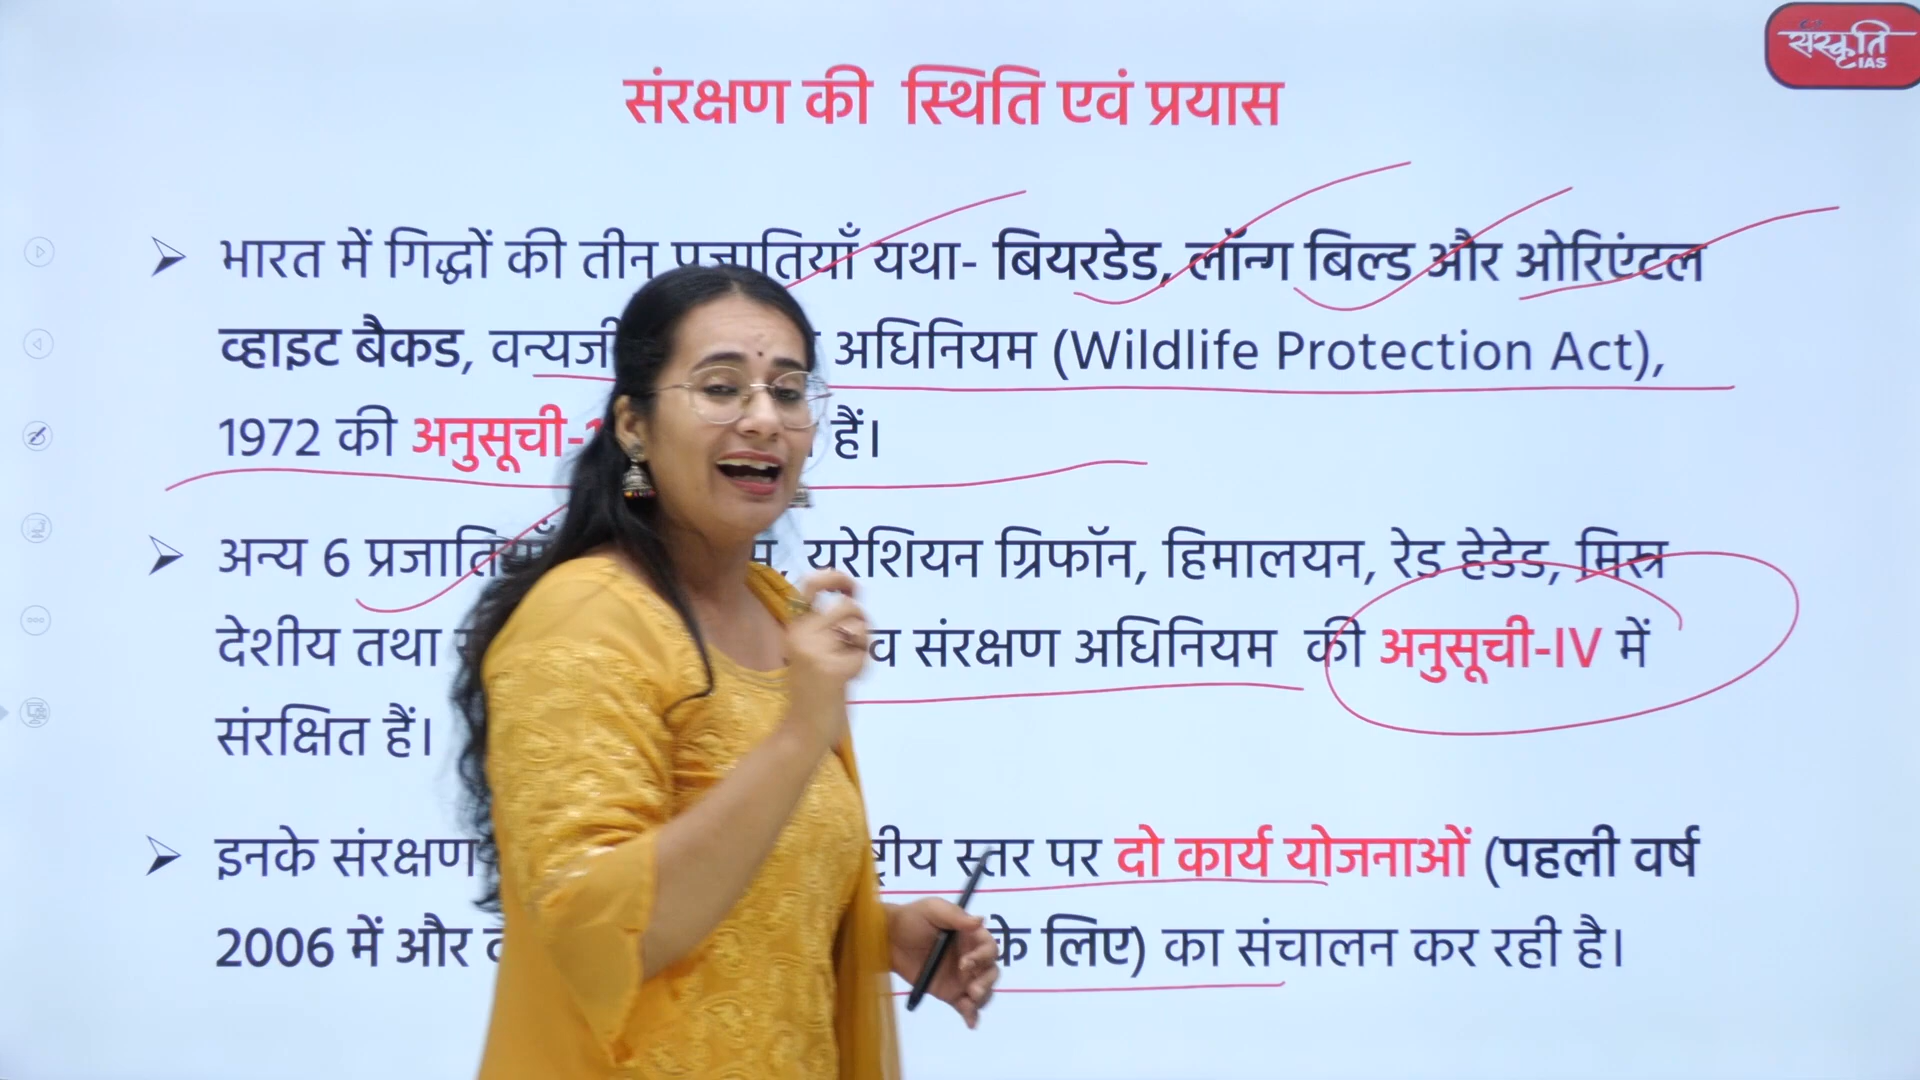 संस्कृति
IAS
संरक्षण की स्थिति एवं प्रयास
भारत में गिद्धों की तीन प्रजातियाँ यथा- बियरडेड, लॉन्ग बिल्ड और ओरिएंटल
व्हाइट बैकड, अधिनियम (Wildlife Protection Act),
1972 की अनुसूची-1 हैं।
अन्य 6 प्रजातियाँ यूरेशियन ग्रिफॉन, हिमालयन, रेड हेडेड, मिस्र
देशीय तथा संरक्षण अधिनियम की अनुसूची-IV में
संरक्षित हैं।
इनके संरक्षण स्तर पर दो कार्य योजनाओं (पहली वर्ष
2006 में और के लिए) का संचालन कर रही है।